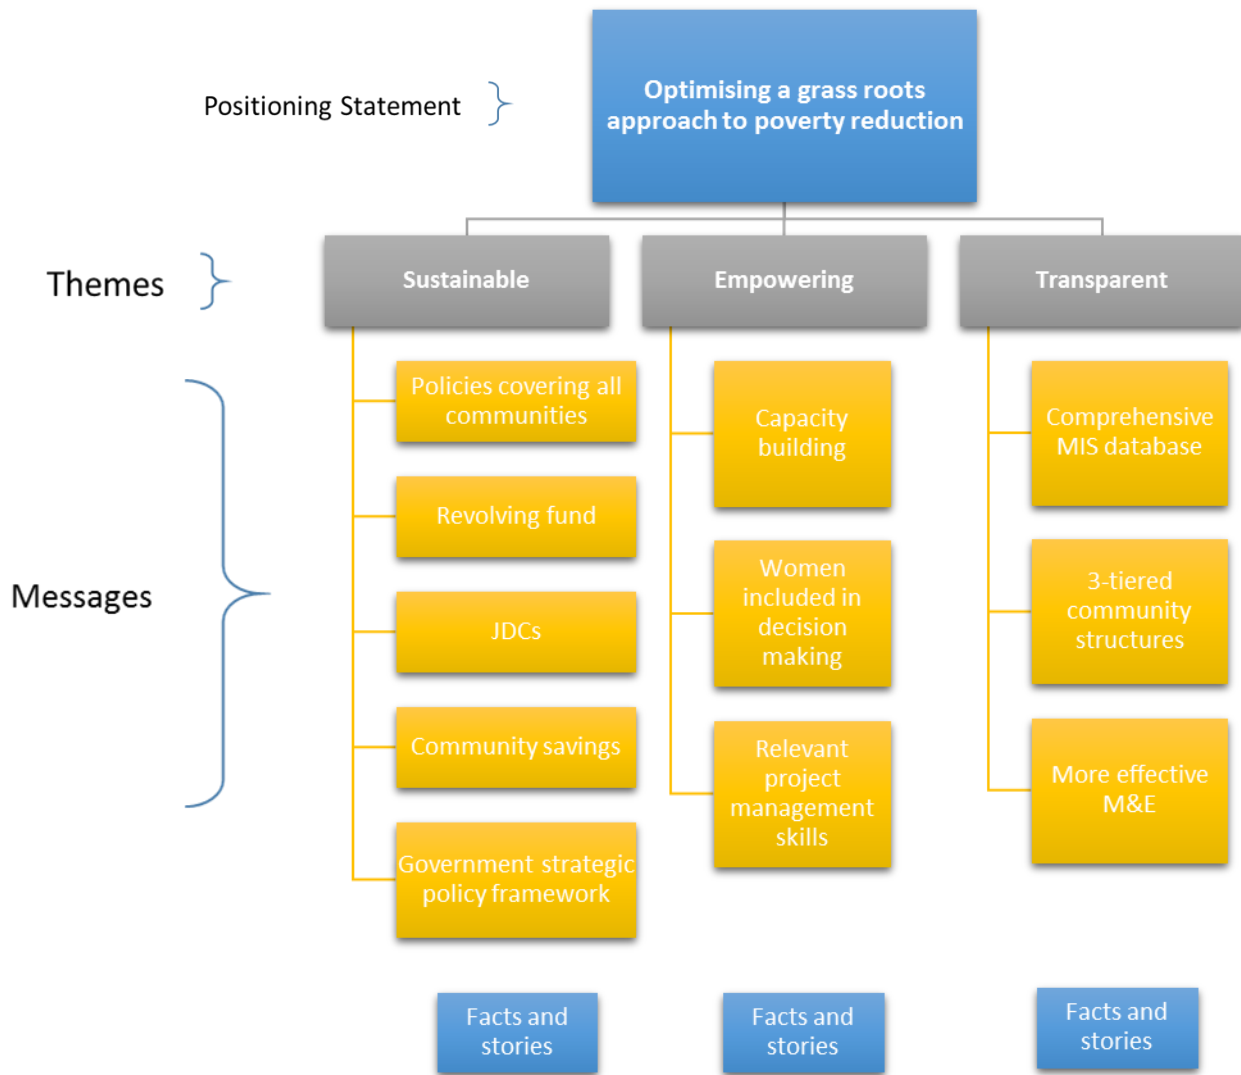 Positioning Statement
Optimising a grass roots
approach to poverty reduction
Themes
Sustainable
Empowering
Transparent
Messages
Policies covering all
communities
Revolving fund
JDCs
Community savings
Government strategic
policy framework
Capacity
building
Women
included in
decision
making
Relevant
project
management
skills
Comprehensive
MIS database
3-tiered
community
structures
More effective
M&E
Facts and
stories
Facts and
stories
Facts and
stories